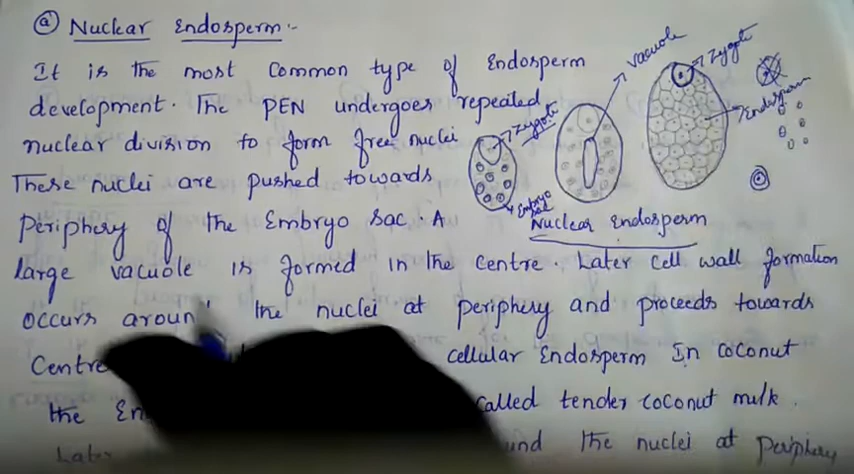 ⓐ Nuclear Endosperm :-
It is the most common type of Endosperm
development. The PEN undergoes repeated
nuclear division to form free nuclei
These nuclei are pushed towards
Periphery of the Embryo sac. A
large vacuole is formed in the centre. Later cell wall formation
occurs aroun the nuclei at periphery and proceeds towards
Centre cellular Endosperm In coconut
the En called tender coconut milk.
Later und the nuclei at periphery
Zygote
Embryo sac
Vacuole
Zygote
Endosperm
Nuclear Endosperm